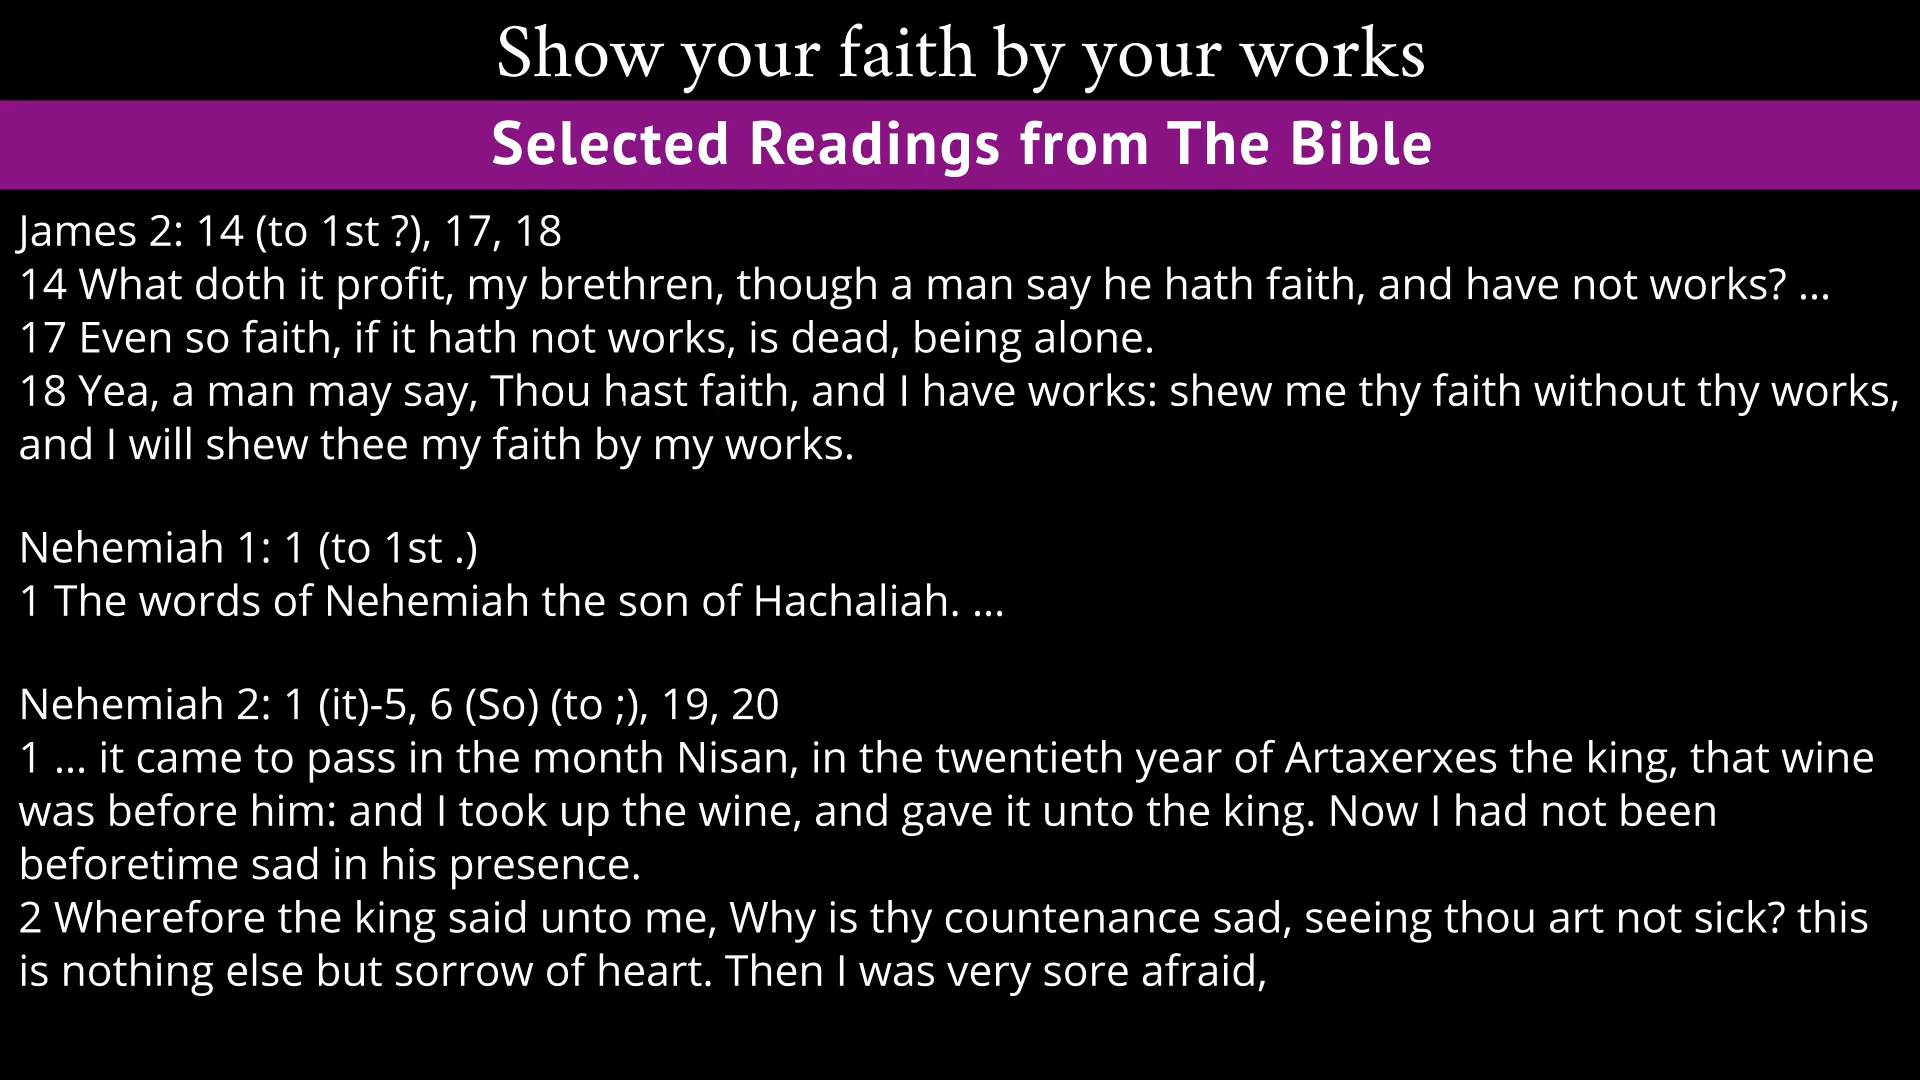 Show your faith by your works
Selected Readings from The Bible
James 2: 14 (to 1st ?), 17, 18
14 What doth it profit, my brethren, though a man say he hath faith, and have not works? ...
17 Even so faith, if it hath not works, is dead, being alone.
18 Yea, a man may say, Thou hast faith, and I have works: shew me thy faith without thy works,
and I will shew thee my faith by my works.
Nehemiah 1: 1 (to 1st .)
1 The words of Nehemiah the son of Hachaliah. ...
Nehemiah 2: 1 (it)-5, 6 (So) (to ;), 19, 20
1 ... it came to pass in the month Nisan, in the twentieth year of Artaxerxes the king, that wine
was before him: and I took up the wine, and gave it unto the king. Now I had not been
beforetime sad in his presence.
2 Wherefore the king said unto me, Why is thy countenance sad, seeing thou art not sick? this
is nothing else but sorrow of heart. Then I was very sore afraid,